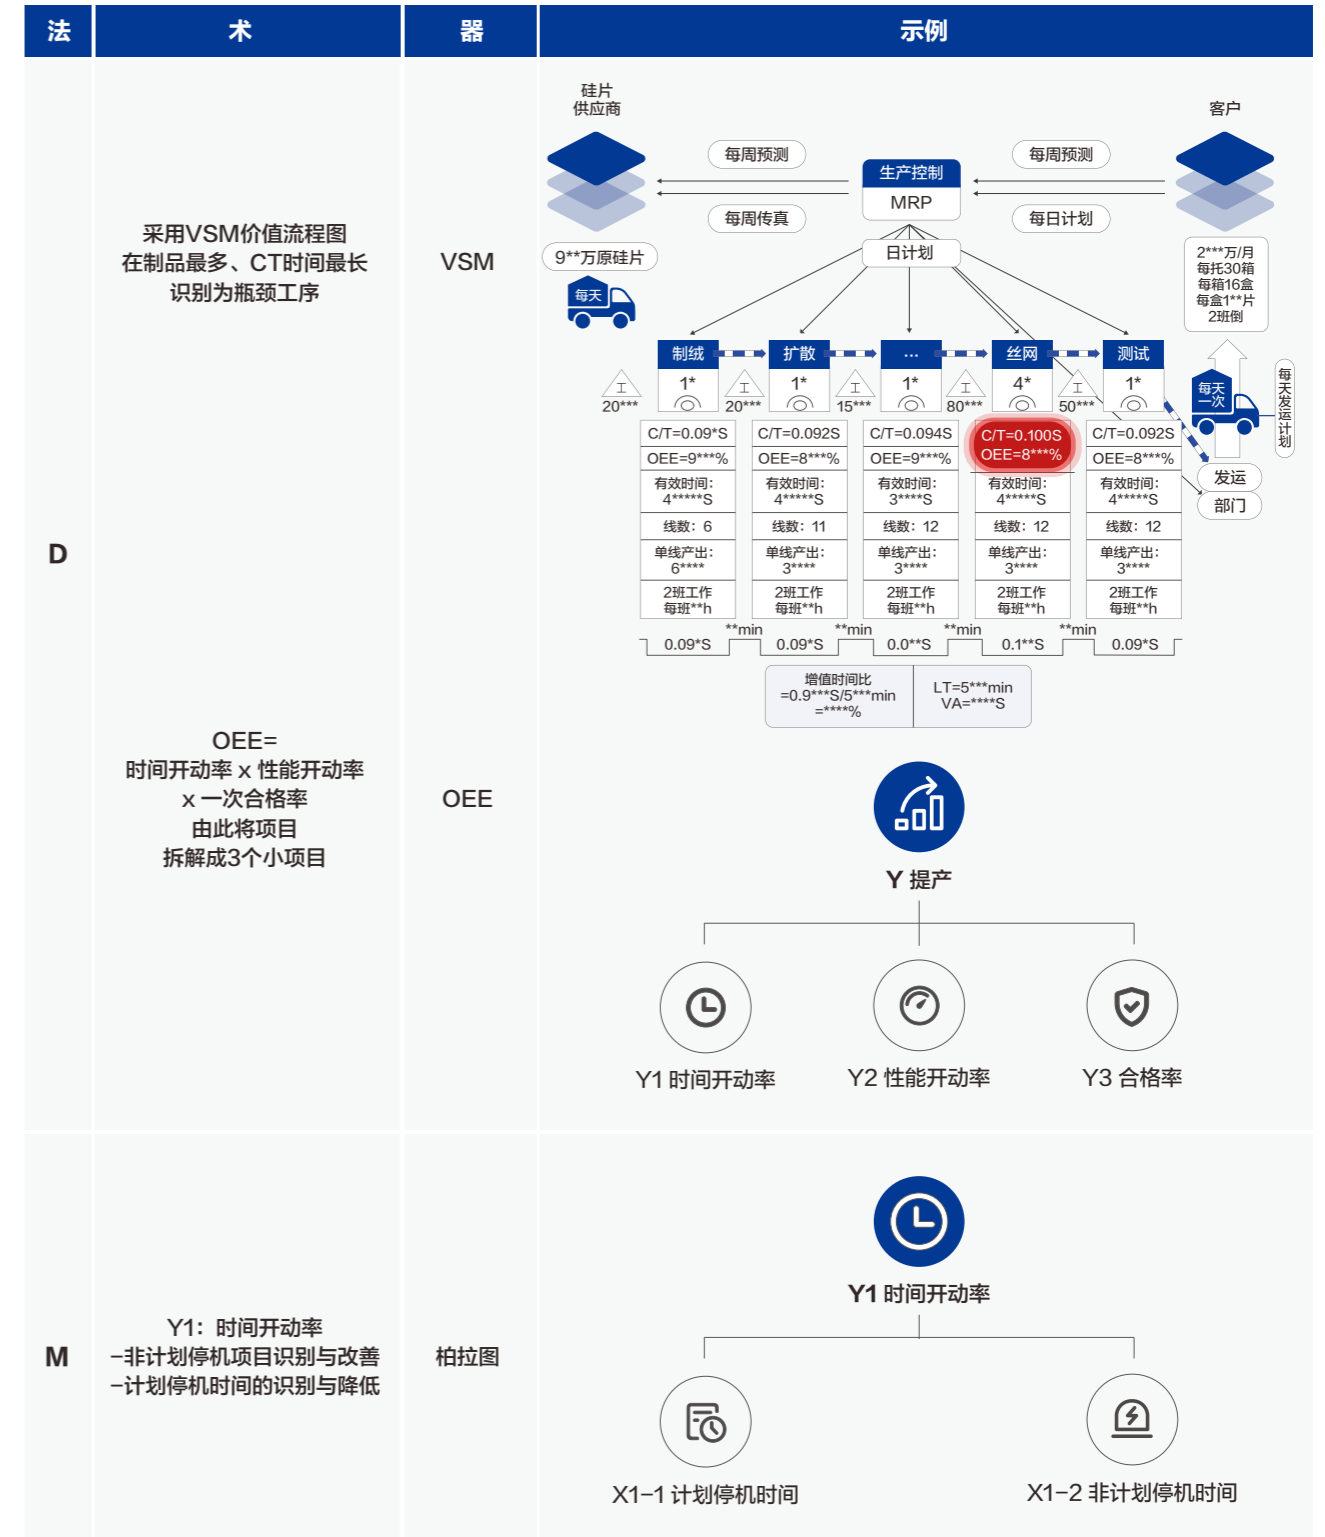 法
术
器
示例
D
采用VSM价值流程图
在制品最多、CT时间最长
识别为瓶颈工序
VSM
硅片
供应商
客户
每周预测
每周预测
生产控制
MRP
每周传真
每日计划
日计划
9**万原硅片
每天
2***万/月
每托30箱
每箱16盒
每盒1**片
2班倒
制绒
扩散
...
丝网
测试
1*
1*
1*
4*
1*
工
工
工
工
工
20***
20***
15***
80***
50***
每天
一次
每天发运计划
发运
部门
C/T=0.09*S
C/T=0.092S
C/T=0.094S
C/T=0.100S
C/T=0.092S
OEE=9***%
OEE=8***%
OEE=9***%
OEE=8***%
OEE=8***%
有效时间：
4*****S
有效时间：
4*****S
有效时间：
3****S
有效时间：
4*****S
有效时间：
4*****S
线数：6
线数：11
线数：12
线数：12
线数：12
单线产出：
6****
单线产出：
3****
单线产出：
3****
单线产出：
3****
单线产出：
3****
2班工作
每班**h
2班工作
每班**h
2班工作
每班**h
2班工作
每班**h
2班工作
每班**h
**min
**min
**min
**min
0.09*S
0.09*S
0.0**S
0.1**S
0.09*S
增值时间比
=0.9***S/5***min
=****%
LT=5***min
VA=****S
OEE=
时间开动率 x 性能开动率
x 一次合格率
由此将项目
拆解成3个小项目
OEE
Y 提产
Y1 时间开动率
Y2 性能开动率
Y3 合格率
M
Y1：时间开动率
-非计划停机项目识别与改善
-计划停机时间的识别与降低
柏拉图
Y1 时间开动率
X1-1 计划停机时间
X1-2 非计划停机时间